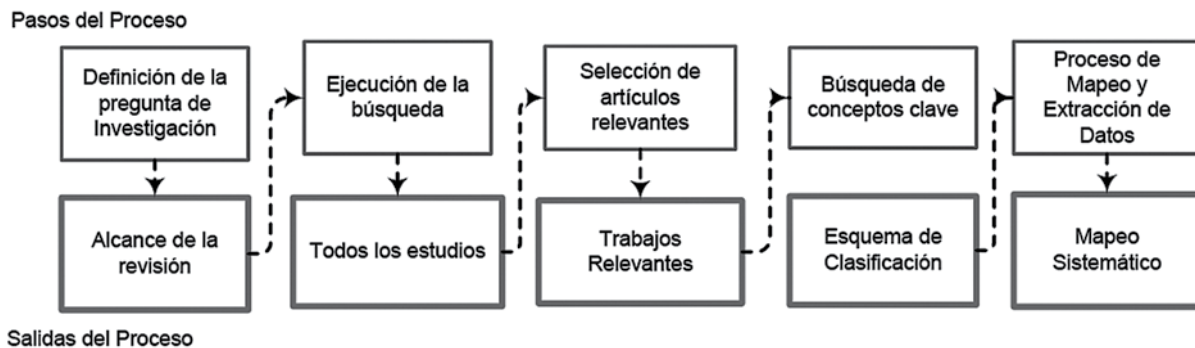 Pasos del Proceso
Definición de la
pregunta de
Investigación
Ejecución de la
búsqueda
Selección de
artículos
relevantes
Búsqueda de
conceptos clave
Proceso de
Mapeo y
Extracción de
Datos
Alcance de la
revisión
Todos los estudios
Trabajos
Relevantes
Esquema de
Clasificación
Mapeo
Sistemático
Salidas del Proceso